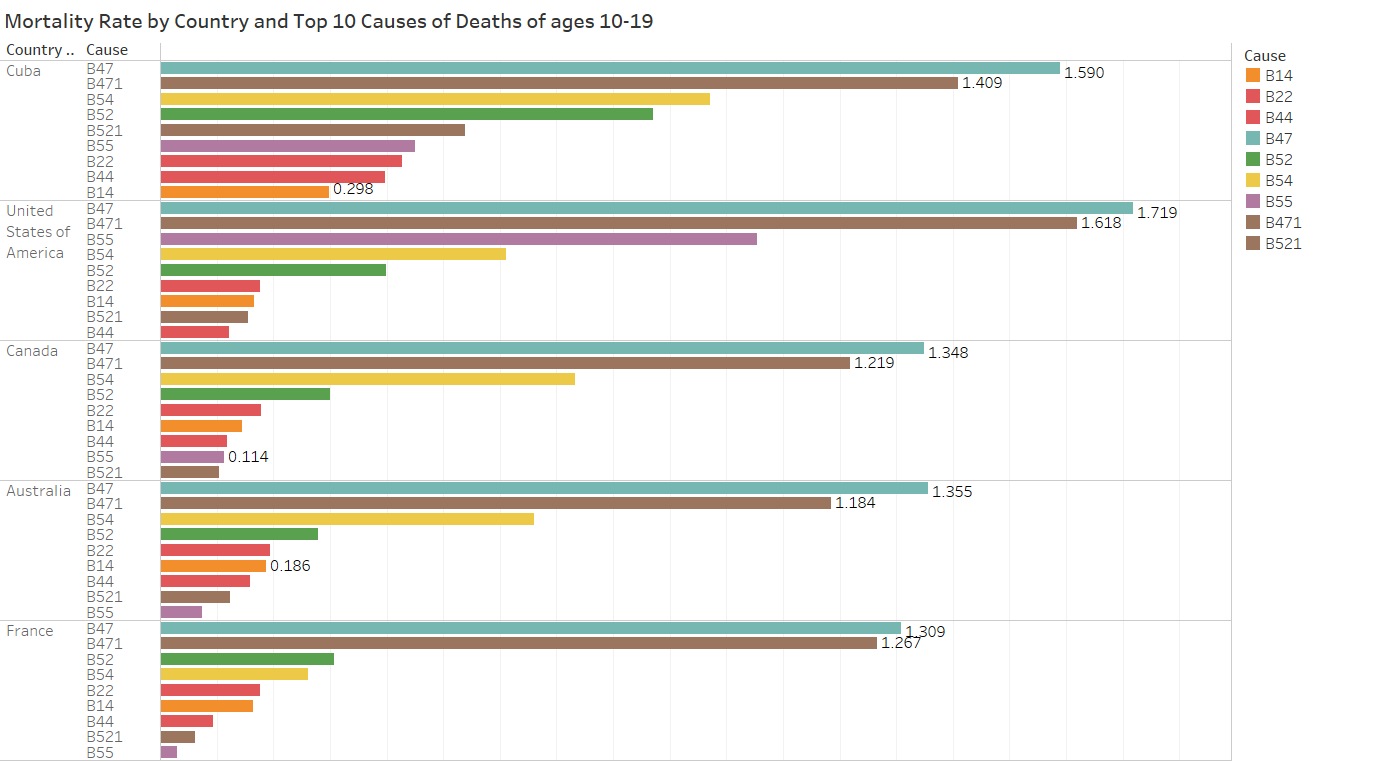 Mortality Rate by Country and Top 10 Causes of Deaths of ages 10-19
Country .. Cause
Cuba B47 1.590
B471 1.409
B54
B52
B521
B55
B22
B44
B14 0.298
United States of America B47 1.719
B471 1.618
B55
B54
B52
B22
B14
B521
B44
Canada B47 1.348
B471 1.219
B54
B52
B22
B14
B44
B55 0.114
B521
Australia B47 1.355
B471 1.184
B54
B52
B22
B14 0.186
B44
B521
B55
France B47 1.309
B471 1.267
B52
B54
B22
B14
B44
B521
B55
Cause
B14
B22
B44
B47
B52
B54
B55
B471
B521